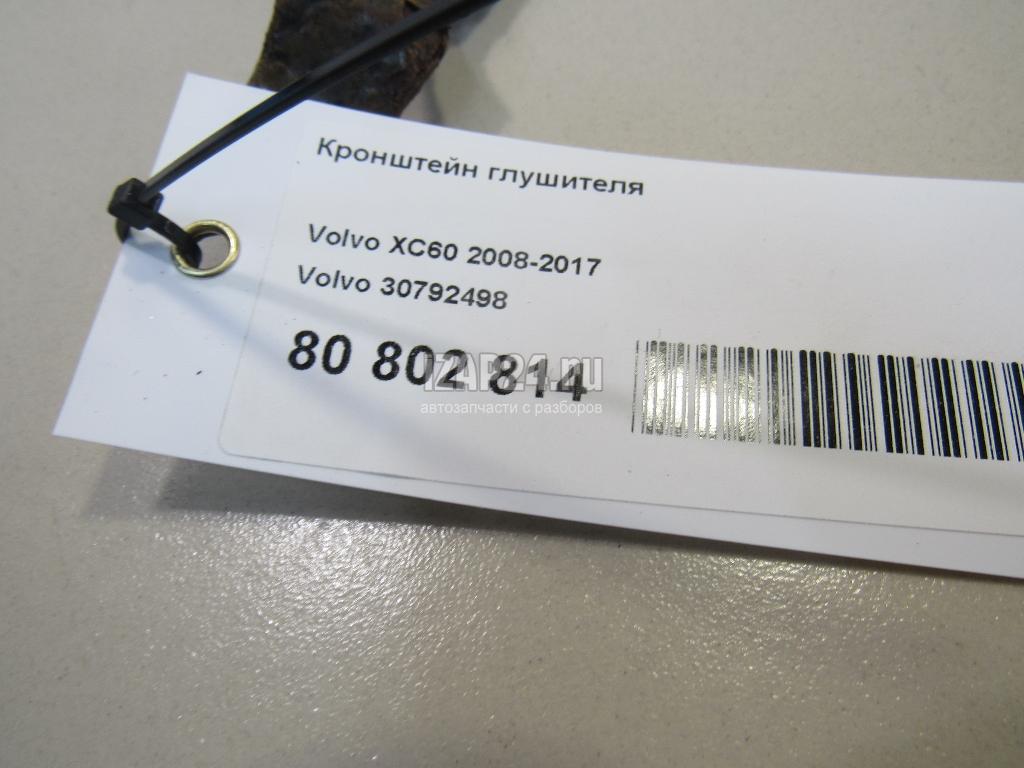 Кронштейн глушителя
Volvo XC60 2008-2017
Volvo 30792498
80 802 814
IZAP24.ru
автозапчасти с разборов